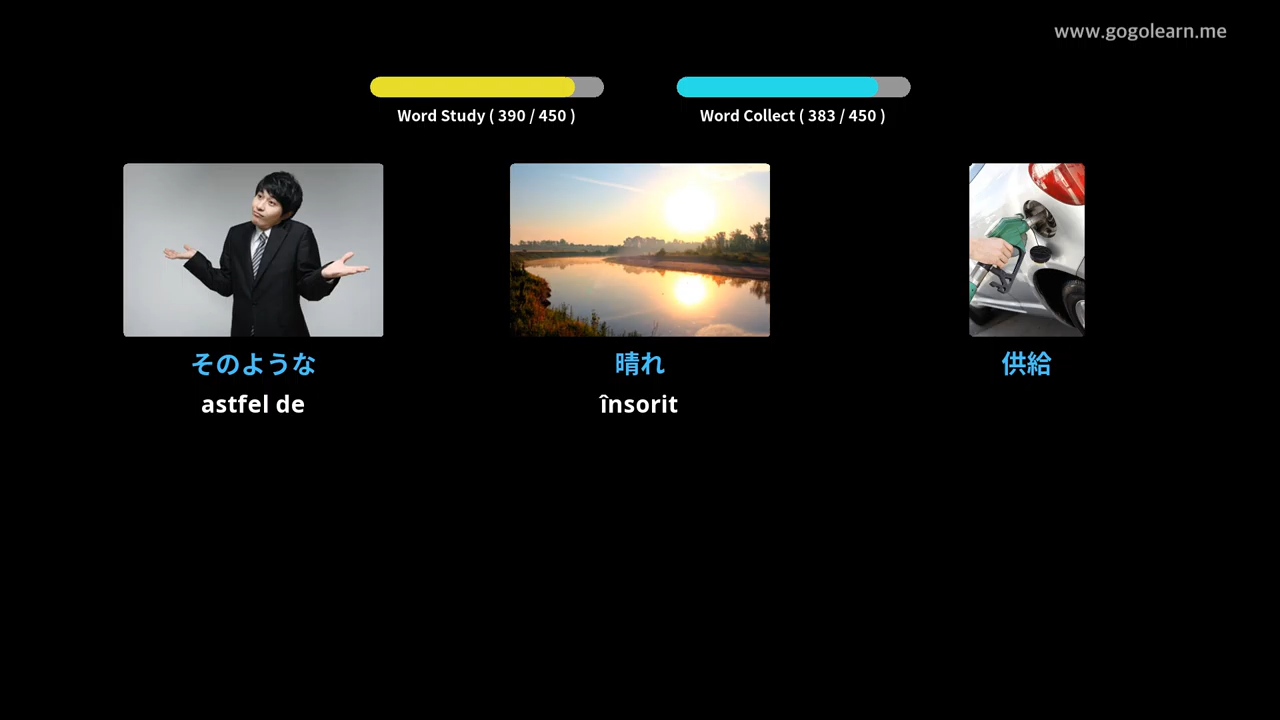 www.gogolearn.me
Word Study ( 390 / 450 )
Word Collect ( 383 / 450 )
そのような
晴れ
供給
astfel de
însorit